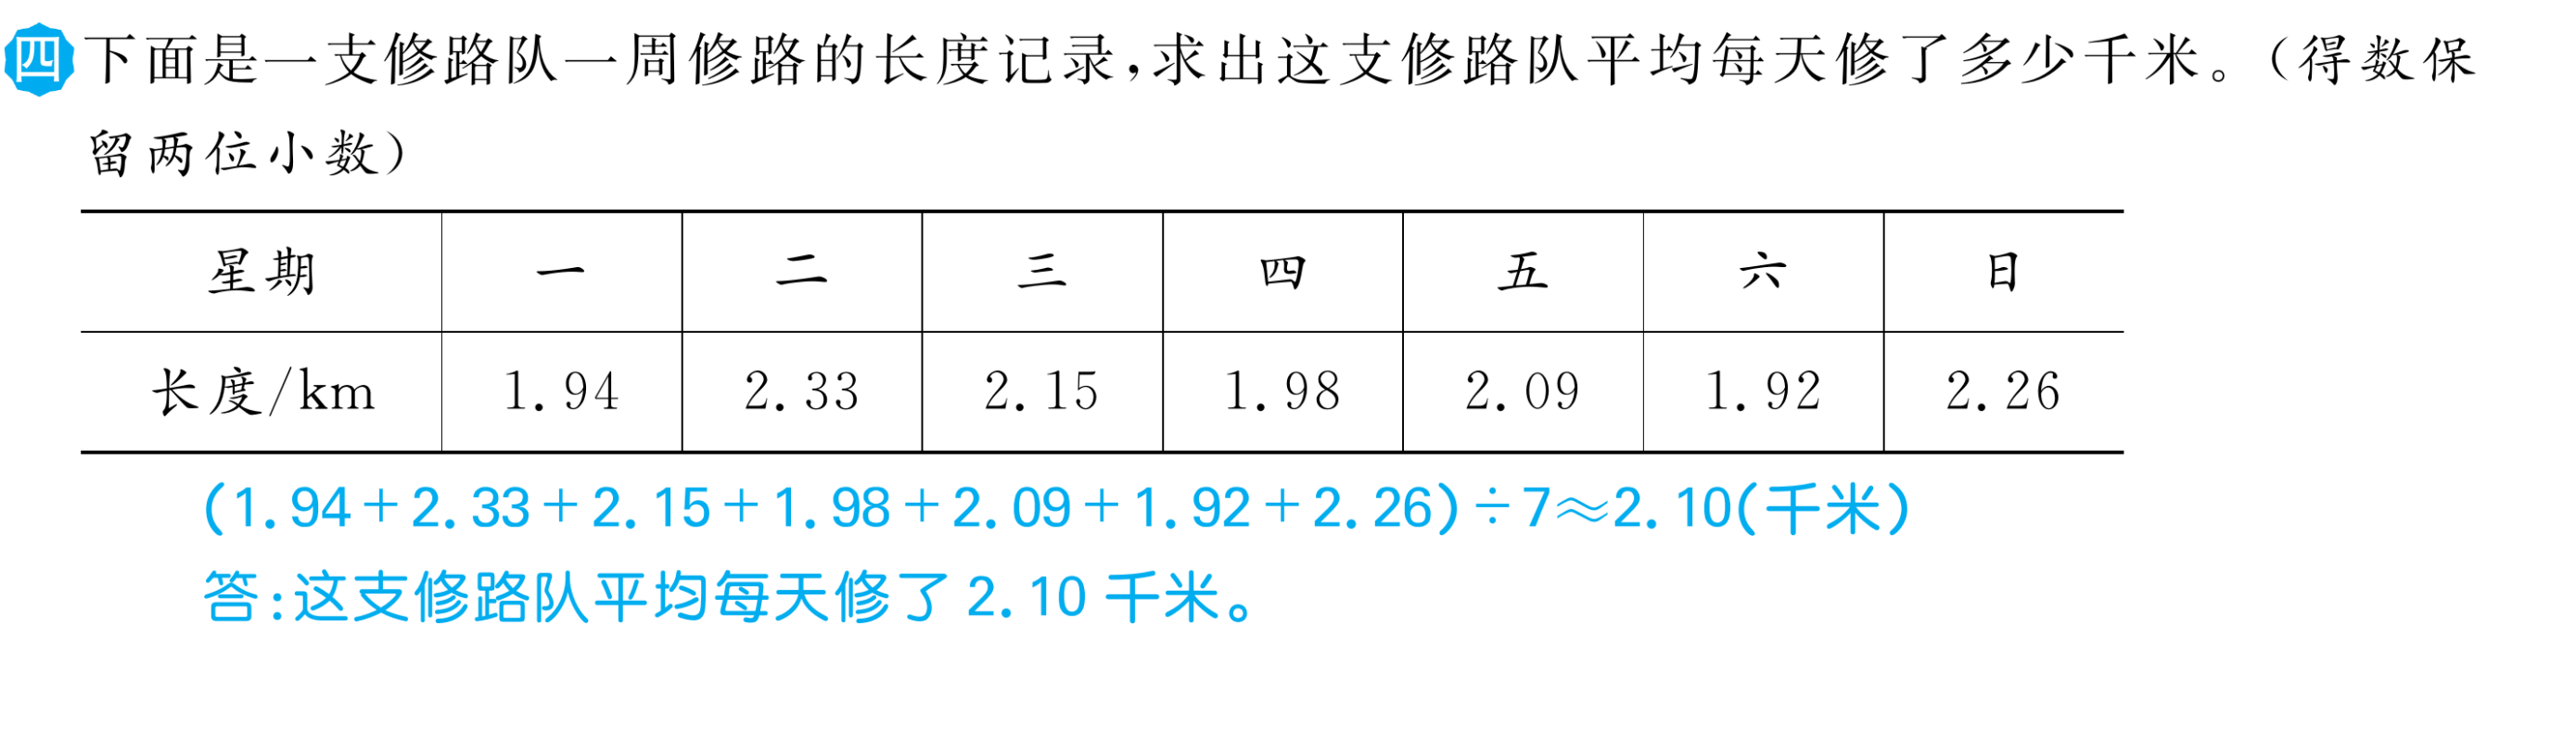 四 下面是一支修路队一周修路的长度记录,求出这支修路队平均每天修了多少千米。(得数保
留两位小数)
星期 一 二 三 四 五 六 日
长度/km 1.94 2.33 2.15 1.98 2.09 1.92 2.26
(1.94+2.33+2.15+1.98+2.09+1.92+2.26)÷7≈2.10(千米)
答:这支修路队平均每天修了 2.10 千米。